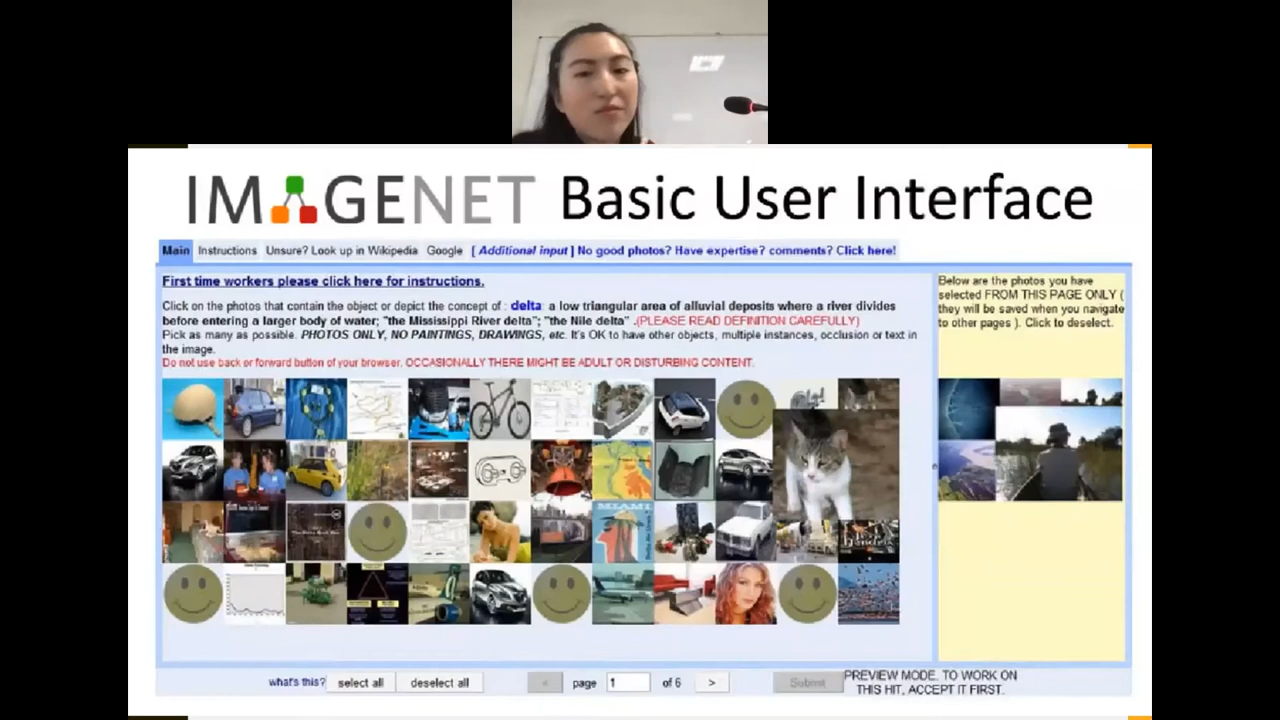 IMAGENET Basic User Interface
Main Instructions Unsure? Look up in Wikipedia Google [ Additional input ] No good photos? Have expertise? comments? Click here!
First time workers please click here for instructions.
Click on the photos that contain the object or depict the concept of : delta: a low triangular area of alluvial deposits where a river divides
before entering a larger body of water; "the Mississippi River delta"; "the Nile delta" .(PLEASE READ DEFINITION CAREFULLY)
Pick as many as possible. PHOTOS ONLY, NO PAINTINGS, DRAWINGS, etc. It's OK to have other objects, multiple instances, occlusion or text in
the image.
Do not use back or forward button of your browser. OCCASIONALLY THERE MIGHT BE ADULT OR DISTURBING CONTENT.
Below are the photos you have
selected FROM THIS PAGE ONLY (
they will be saved when you navigate
to other pages ). Click to deselect.
MIAMI
what's this? select all deselect all < page 1 of 6 > Submit
PREVIEW MODE. TO WORK ON
THIS HIT, ACCEPT IT FIRST.